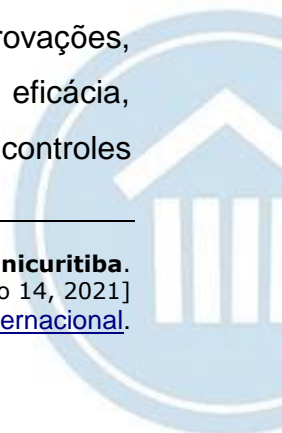 rovações,
eficácia,
controles
nicuritiba.
o 14, 2021]
ernacional.